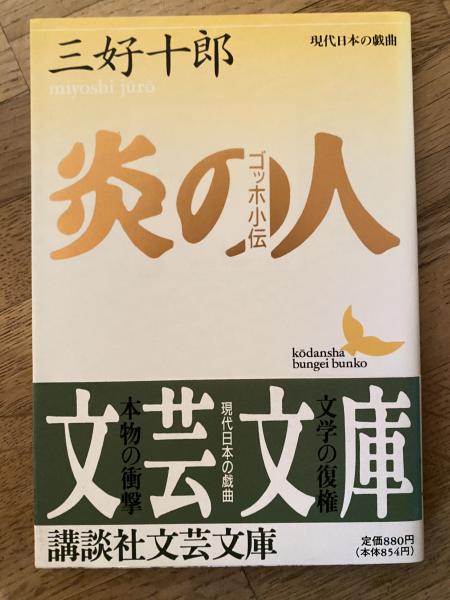 現代日本の戯曲
三好十郎
miyoshi jurō
炎の人
ゴッホ小伝
kōdansha
bungei bunko
文芸文庫
文学の復権
現代日本の戯曲
本物の衝撃
講談社文芸文庫
定価880円
(本体854円)